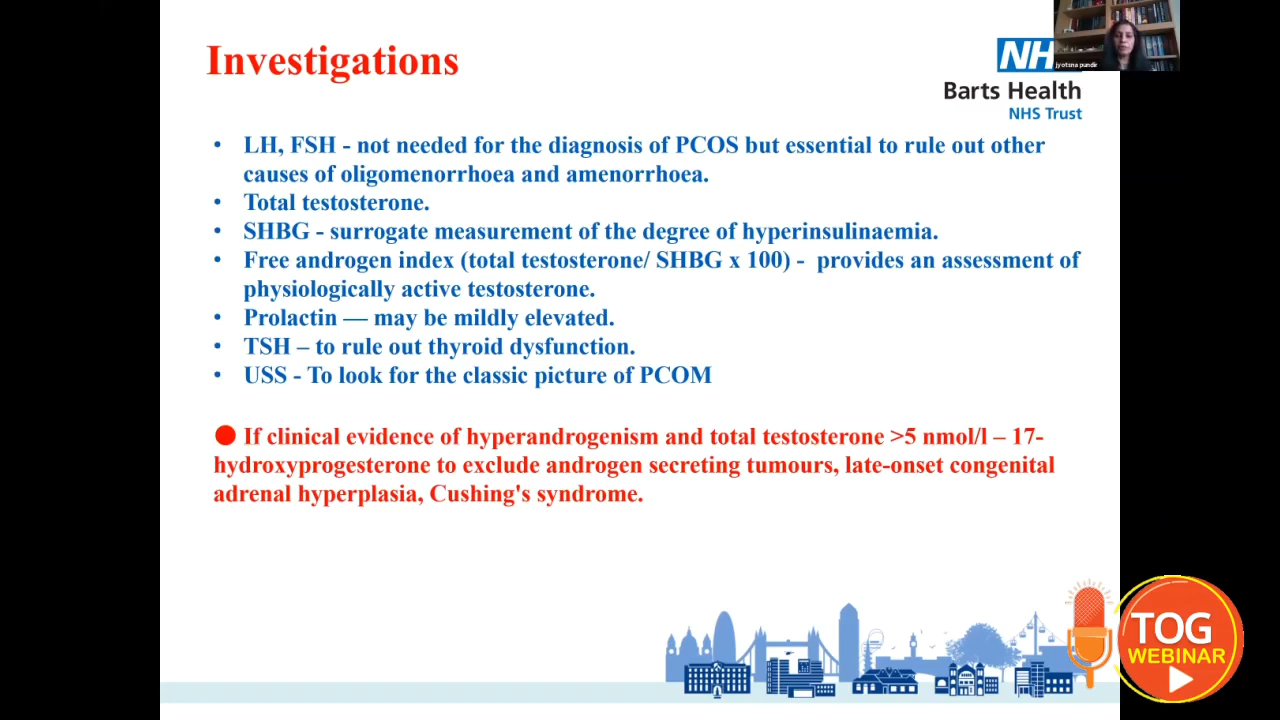 Investigations
NH
Barts Health
NHS Trust
jyotsna pundir
• LH, FSH - not needed for the diagnosis of PCOS but essential to rule out other
causes of oligomenorrhoea and amenorrhoea.
• Total testosterone.
• SHBG - surrogate measurement of the degree of hyperinsulinaemia.
• Free androgen index (total testosterone/ SHBG x 100) - provides an assessment of
physiologically active testosterone.
• Prolactin — may be mildly elevated.
• TSH – to rule out thyroid dysfunction.
• USS - To look for the classic picture of PCOM
● If clinical evidence of hyperandrogenism and total testosterone >5 nmol/l – 17-
hydroxyprogesterone to exclude androgen secreting tumours, late-onset congenital
adrenal hyperplasia, Cushing's syndrome.
TOG
WEBINAR